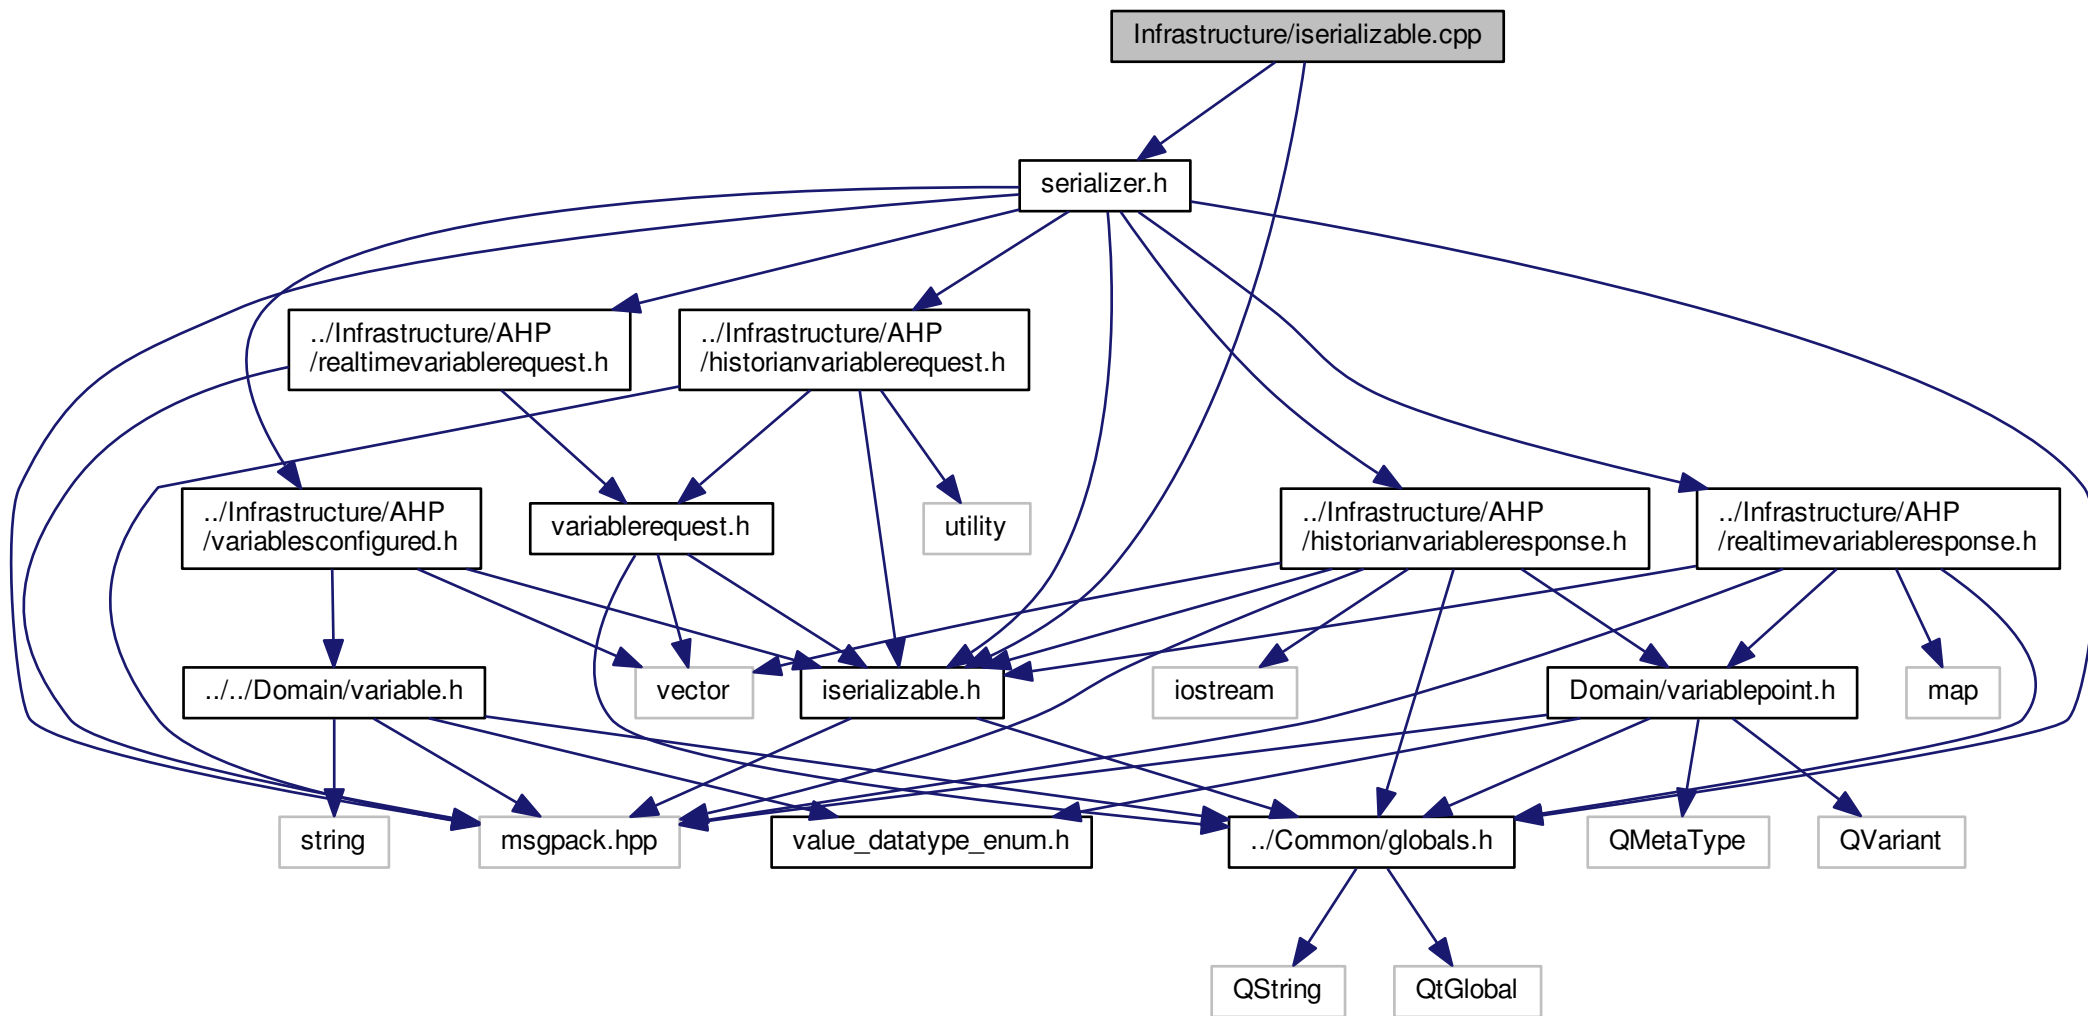 Infrastructure/iserializable.cpp
serializer.h
../Infrastructure/AHP
/realtimevariablerequest.h
../Infrastructure/AHP
/historianvariablerequest.h
../Infrastructure/AHP
/variablesconfigured.h
variablerequest.h
utility
../Infrastructure/AHP
/historianvariableresponse.h
../Infrastructure/AHP
/realtimevariableresponse.h
../../Domain/variable.h
vector
iserializable.h
iostream
Domain/variablepoint.h
map
string
msgpack.hpp
value_datatype_enum.h
../Common/globals.h
QMetaType
QVariant
QString
QtGlobal